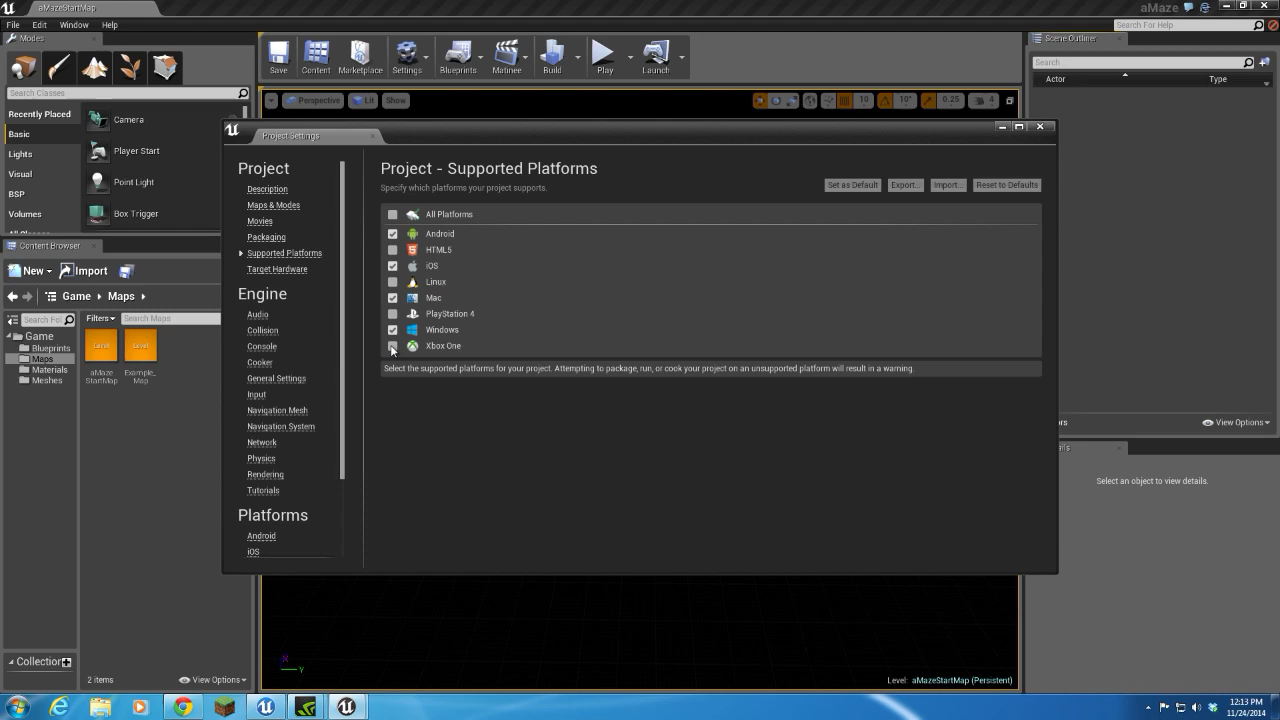 aMazeStartMap
aMaze
File Edit Window Help
Search For Help
Modes
Search Classes
Recently Placed
Basic
Lights
Visual
BSP
Volumes
Camera
Player Start
Point Light
Box Trigger
Save
Content
Marketplace
Settings
Blueprints
Matinee
Build
Play
Launch
Perspective Lit Show
10 10° 0.25 4
Scene Outliner
Search...
Actor Type
View Options
Select an object to view details.
Content Browser
New Import
Game Maps
Filters Search Maps
Game
Blueprints
Maps
Materials
Meshes
aMaze
StartMap
Example_
Map
Collection
2 items View Options
Project Settings
Project
Description
Maps & Modes
Movies
Packaging
Supported Platforms
Target Hardware
Engine
Audio
Collision
Console
Cooker
General Settings
Input
Navigation Mesh
Navigation System
Network
Physics
Rendering
Tutorials
Platforms
Android
iOS
Project - Supported Platforms
Specify which platforms your project supports.
Set as Default Export... Import... Reset to Defaults
All Platforms
Android
HTML5
iOS
Linux
Mac
PlayStation 4
Windows
Xbox One
Select the supported platforms for your project. Attempting to package, run, or cook your project on an unsupported platform will result in a warning.
Level: aMazeStartMap (Persistent)
12:13 PM
11/24/2014